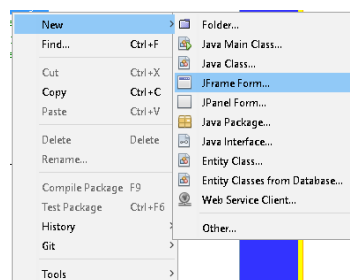 New
Find... Ctrl+F
Cut Ctrl+X
Copy Ctrl+C
Paste Ctrl+V
Delete Delete
Rename...
Compile Package F9
Test Package Ctrl+F6
History
Git
Tools
Folder...
Java Main Class...
Java Class...
JFrame Form...
JPanel Form...
Java Package...
Java Interface...
Entity Class...
Entity Classes from Database...
Web Service Client...
Other...